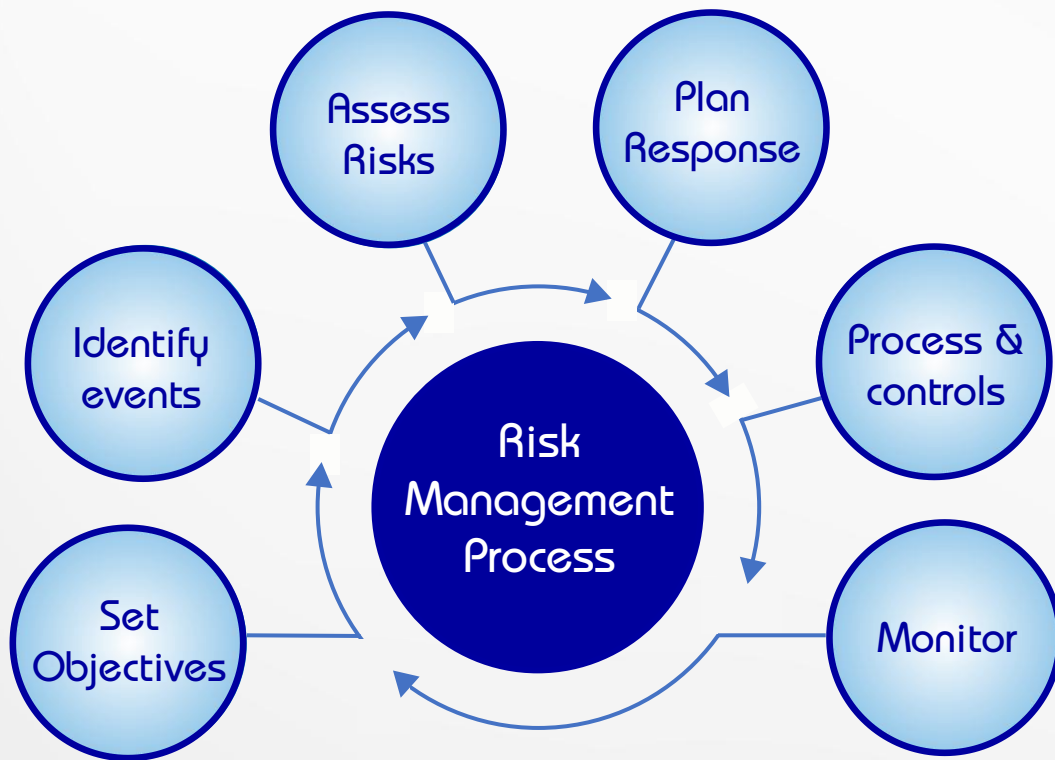 Assess
Risks
Plan
Response
Identify
events
Process &
controls
Risk
Management
Process
Set
Objectives
Monitor